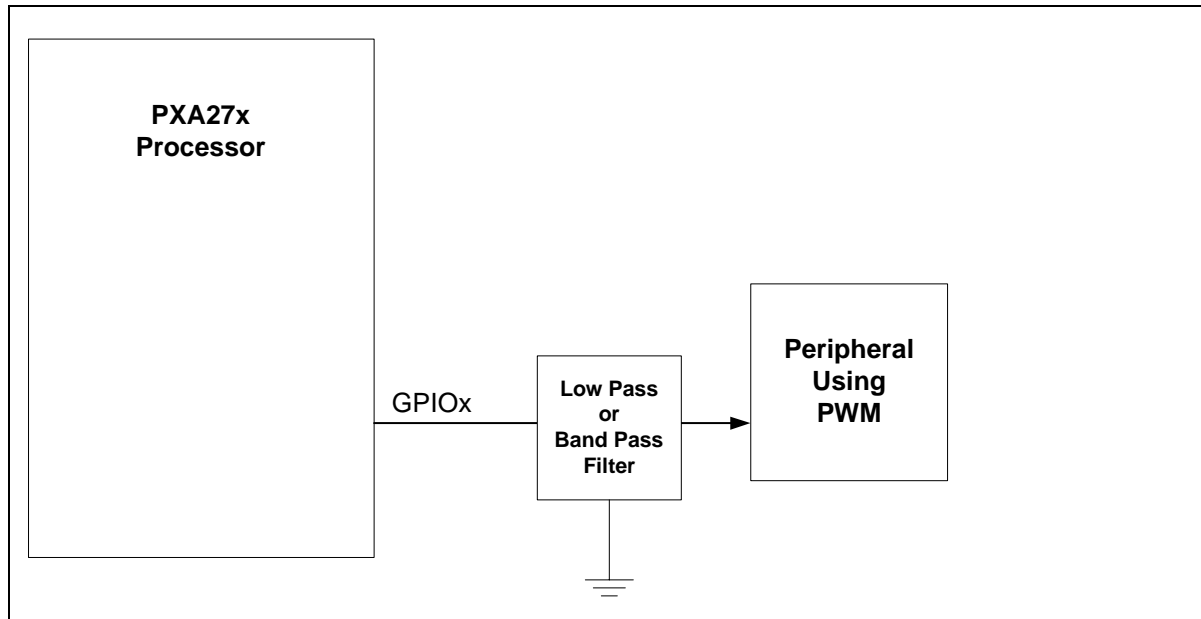 PXA27x
Processor
GPIOx
Low Pass
or
Band Pass
Filter
Peripheral
Using
PWM